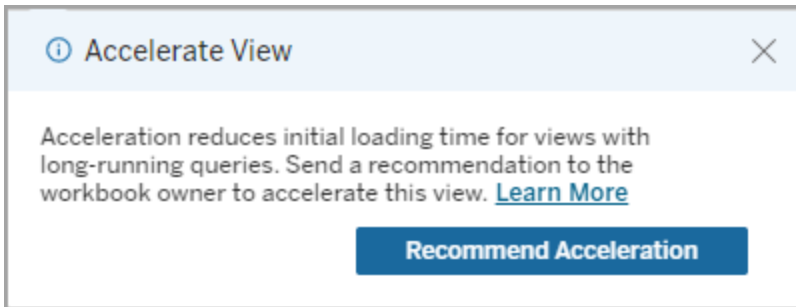 Accelerate View
Acceleration reduces initial loading time for views with
long-running queries. Send a recommendation to the
workbook owner to accelerate this view. Learn More
Recommend Acceleration